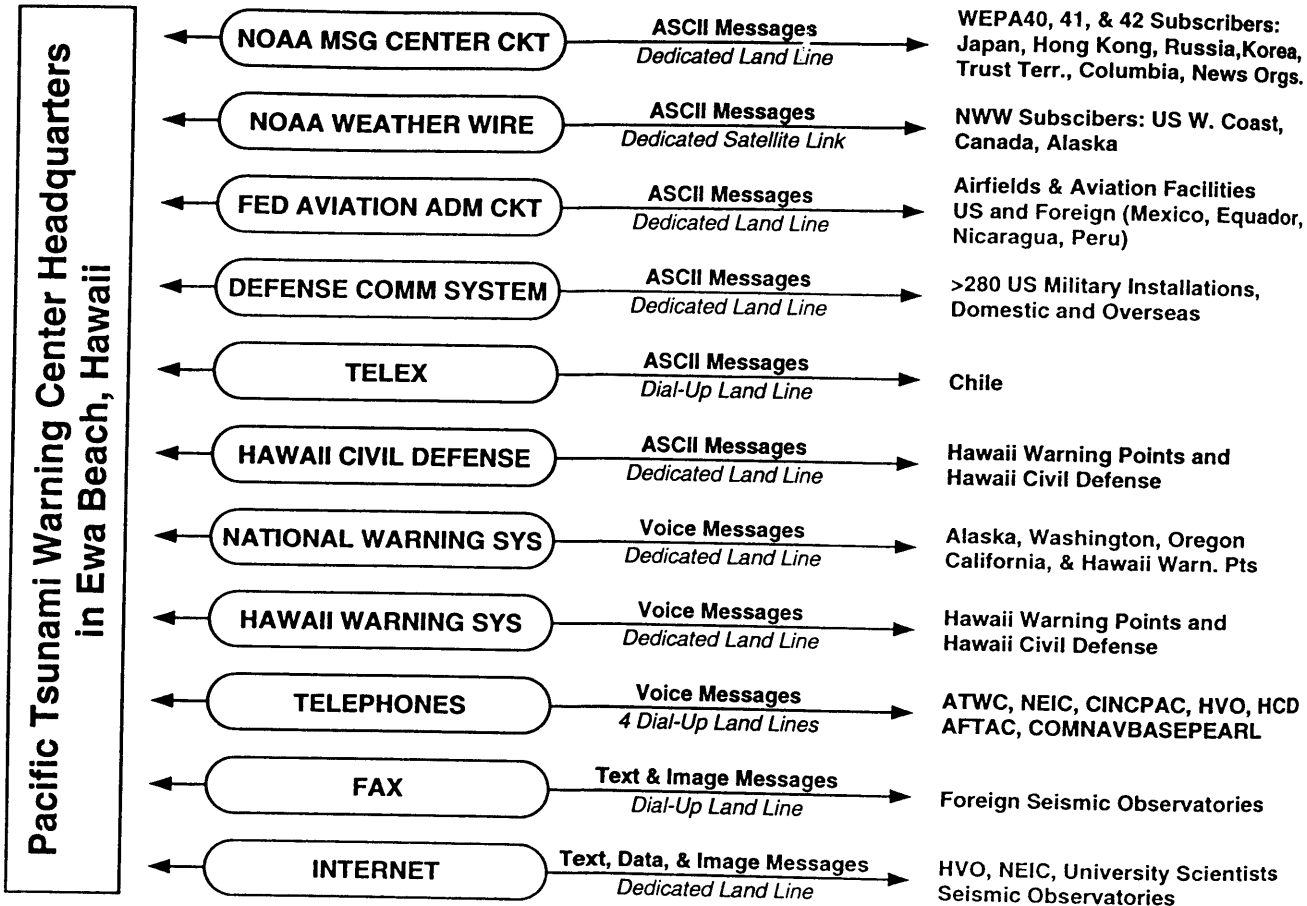 Pacific Tsunami Warning Center Headquarters
in Ewa Beach, Hawaii
NOAA MSG CENTER CKT
ASCII Messages
Dedicated Land Line
WEPA40, 41, & 42 Subscribers:
Japan, Hong Kong, Russia,Korea,
Trust Terr., Columbia, News Orgs.
NOAA WEATHER WIRE
ASCII Messages
Dedicated Satellite Link
NWW Subscibers: US W. Coast,
Canada, Alaska
FED AVIATION ADM CKT
ASCII Messages
Dedicated Land Line
Airfields & Aviation Facilities
US and Foreign (Mexico, Equador,
Nicaragua, Peru)
DEFENSE COMM SYSTEM
ASCII Messages
Dedicated Land Line
>280 US Military Installations,
Domestic and Overseas
TELEX
ASCII Messages
Dial-Up Land Line
Chile
HAWAII CIVIL DEFENSE
ASCII Messages
Dedicated Land Line
Hawaii Warning Points and
Hawaii Civil Defense
NATIONAL WARNING SYS
Voice Messages
Dedicated Land Line
Alaska, Washington, Oregon
California, & Hawaii Warn. Pts
HAWAII WARNING SYS
Voice Messages
Dedicated Land Line
Hawaii Warning Points and
Hawaii Civil Defense
TELEPHONES
Voice Messages
4 Dial-Up Land Lines
ATWC, NEIC, CINCPAC, HVO, HCD
AFTAC, COMNAVBASEPEARL
FAX
Text & Image Messages
Dial-Up Land Line
Foreign Seismic Observatories
INTERNET
Text, Data, & Image Messages
Dedicated Land Line
HVO, NEIC, University Scientists
Seismic Observatories